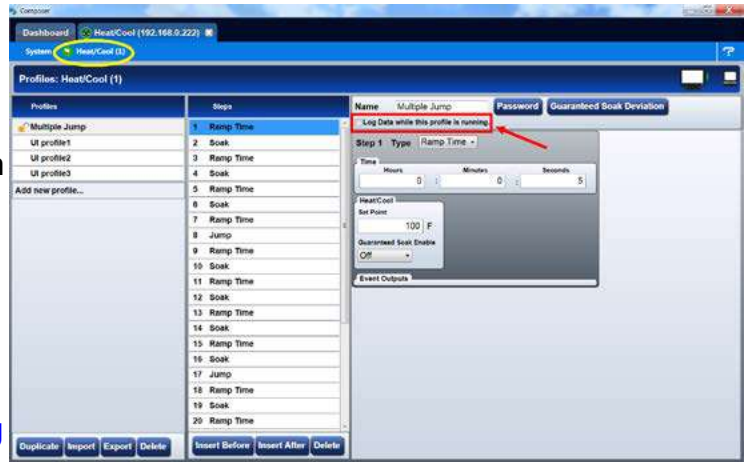 Composer
Dashboard Heat/Cool (192.168.0.222)
System Heat/Cool (1) ?
Profiles: Heat/Cool (1)
Profiles
Multiple Jump
UI profile1
UI profile2
UI profile3
Add new profile...
Duplicate Import Export Delete
Steps
1 Ramp Time
2 Soak
3 Ramp Time
4 Soak
5 Ramp Time
6 Soak
7 Ramp Time
8 Jump
9 Ramp Time
10 Soak
11 Ramp Time
12 Soak
13 Ramp Time
14 Soak
15 Ramp Time
16 Soak
17 Jump
18 Ramp Time
19 Soak
20 Ramp Time
Insert Before Insert After Delete
Name Multiple Jump Password Guaranteed Soak Deviation
Log Data while this profile is running.
Step 1 Type Ramp Time
Time
Hours Minutes Seconds
0 : 0 : 5
Heat/Cool
Set Point
100 F
Guaranteed Soak Enable
Off
Event Outputs